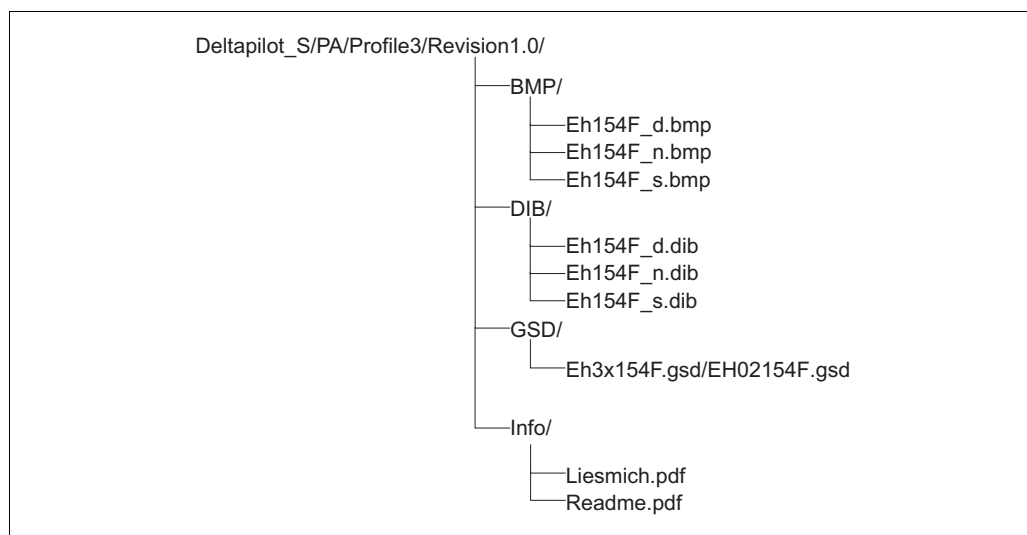 Deltapilot_S/PA/Profile3/Revision1.0/
BMP/
Eh154F_d.bmp
Eh154F_n.bmp
Eh154F_s.bmp
DIB/
Eh154F_d.dib
Eh154F_n.dib
Eh154F_s.dib
GSD/
Eh3x154F.gsd/EH02154F.gsd
Info/
Liesmich.pdf
Readme.pdf